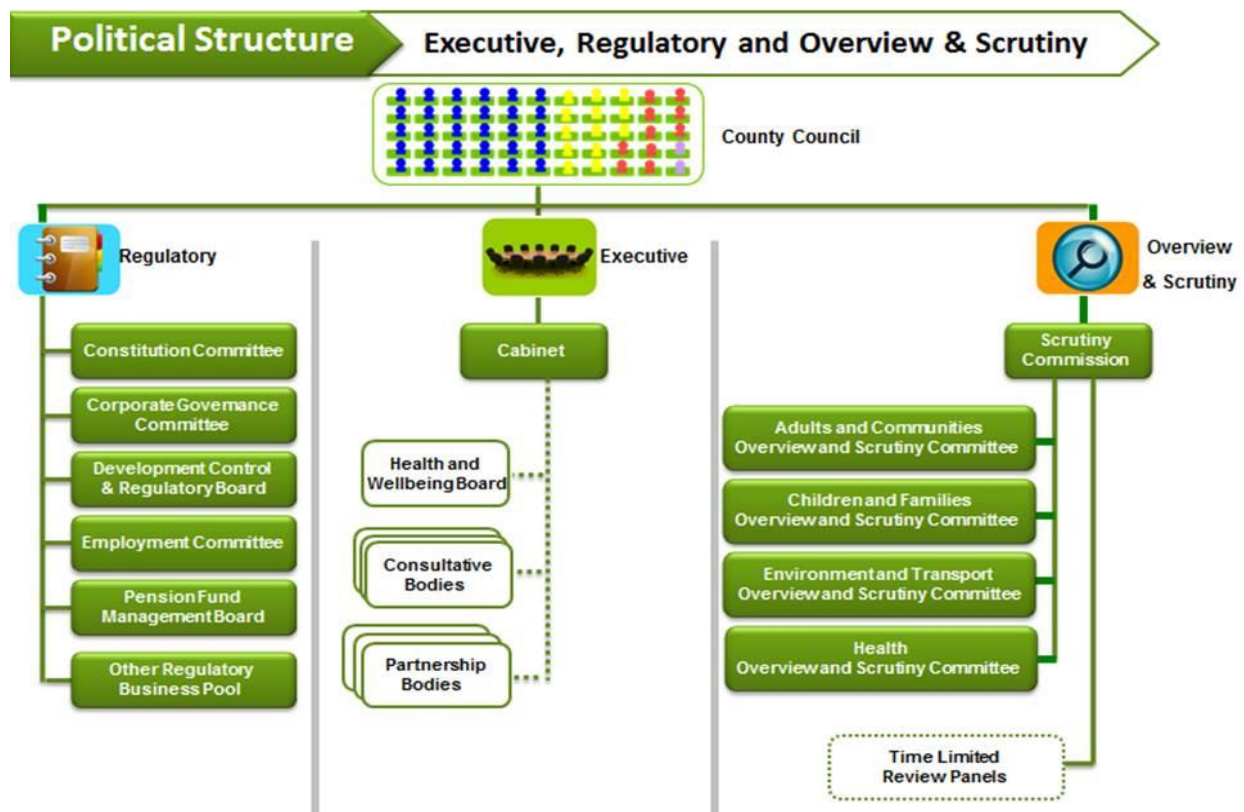 Political Structure
Executive, Regulatory and Overview & Scrutiny
County Council
Regulatory
Constitution Committee
Corporate Governance
Committee
Development Control
& Regulatory Board
Employment Committee
Pension Fund
Management Board
Other Regulatory
Business Pool
Executive
Cabinet
Health and
Wellbeing Board
Consultative
Bodies
Partnership
Bodies
Overview
& Scrutiny
Scrutiny
Commission
Adults and Communities
Overview and Scrutiny Committee
Children and Families
Overview and Scrutiny Committee
Environment and Transport
Overview and Scrutiny Committee
Health
Overview and Scrutiny Committee
Time Limited
Review Panels